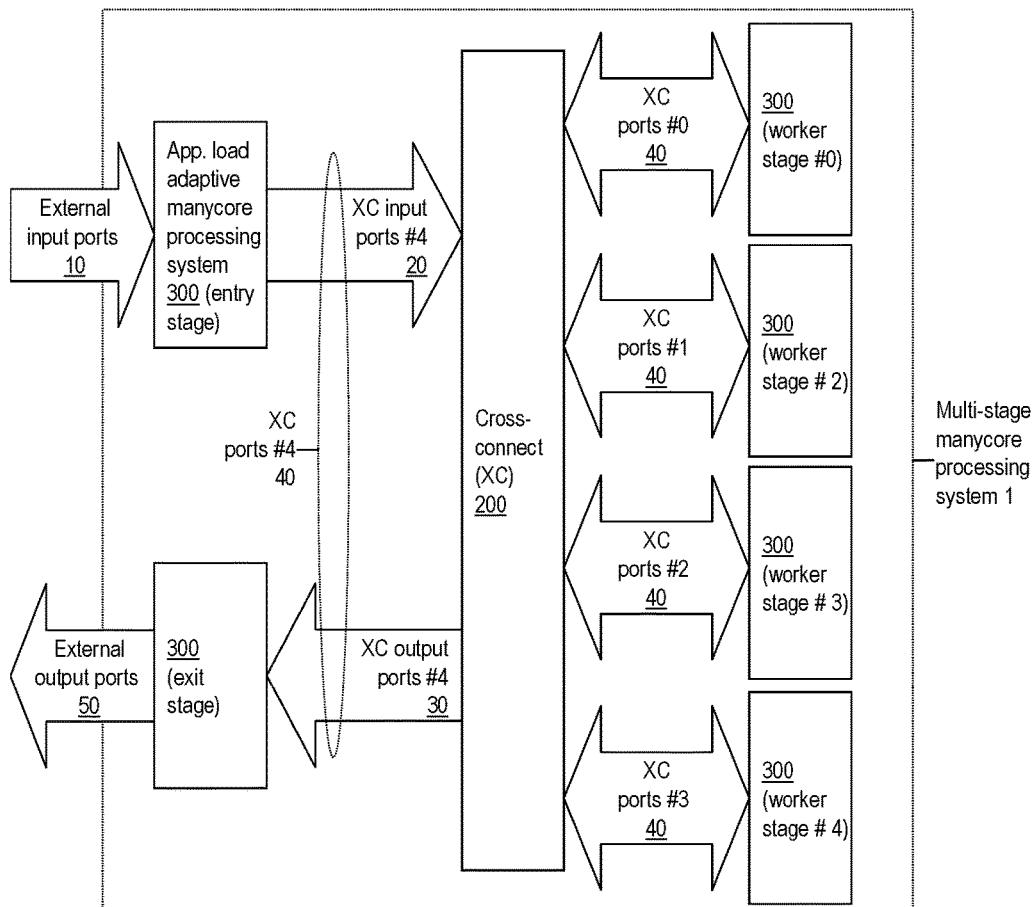 External
input ports
10
App. load
adaptive
manycore
processing
system
300 (entry
stage)
XC input
ports #4
20
XC
ports #4
40
External
output ports
50
300
(exit
stage)
XC output
ports #4
30
Cross-
connect
(XC)
200
XC
ports #0
40
300
(worker
stage #0)
XC
ports #1
40
300
(worker
stage # 2)
XC
ports #2
40
300
(worker
stage # 3)
XC
ports #3
40
300
(worker
stage # 4)
Multi-stage
manycore
processing
system 1